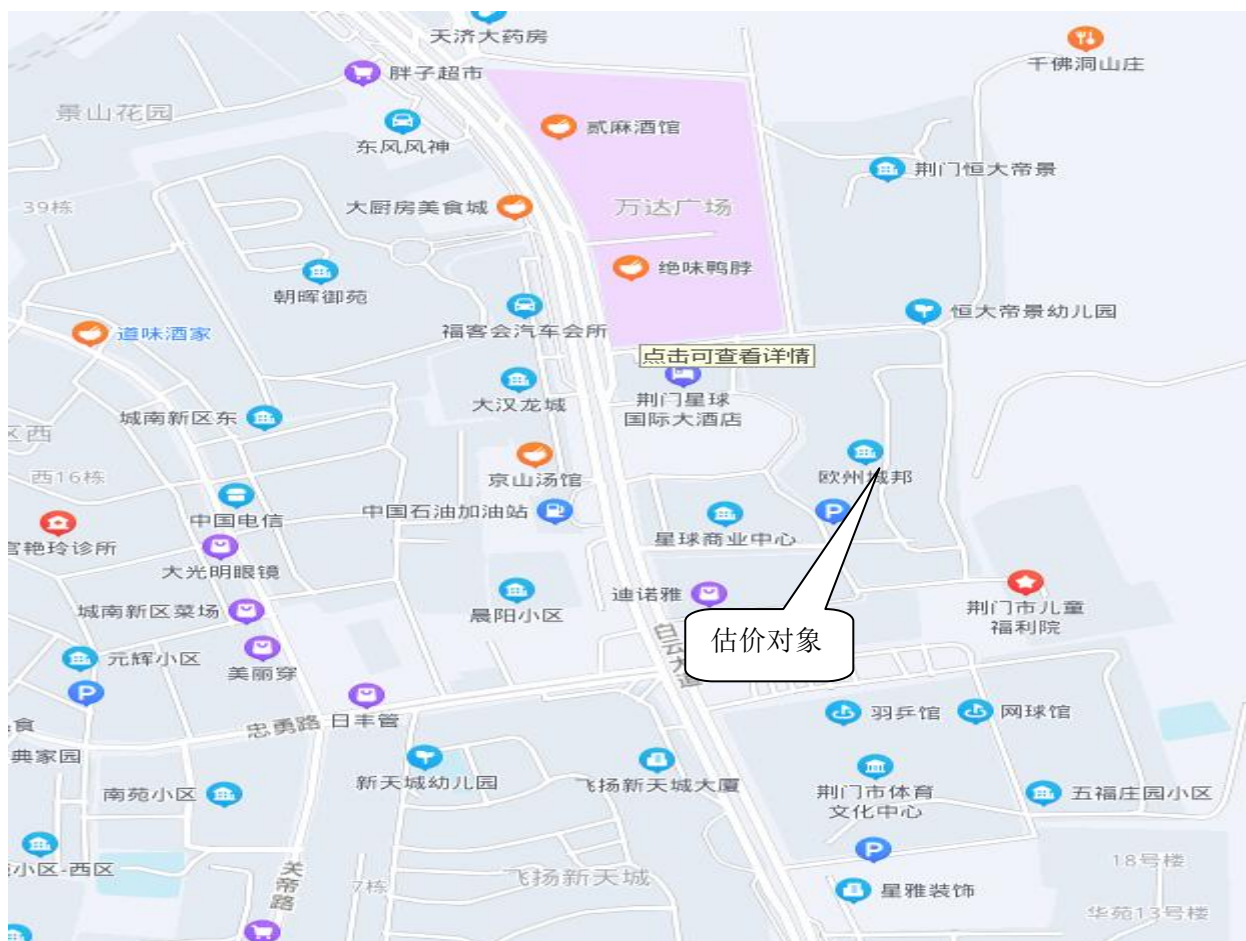 天济大药房
胖子超市
千佛洞山庄
景山花园
东风风神
贰麻酒馆
荆门恒大帝景
39栋
大厨房美食城
万达广场
绝味鸭脖
朝晖御苑
福客会汽车会所
恒大帝景幼儿园
道味酒家
点击可查看详情
大汉龙城
荆门星球
国际大酒店
城南新区东
区西
西16栋
京山汤馆
欧州城邦
中国电信
中国石油加油站
P
星球商业中心
官艳玲诊所
大光明眼镜
迪诺雅
荆门市儿童
福利院
城南新区菜场
晨阳小区
白云大道
估价对象
元辉小区
美丽穿
P
忠勇路
日丰管
羽乒馆
网球馆
食
典家园
新天城幼儿园
飞扬新天城大厦
荆门市体育
文化中心
五福庄园小区
南苑小区
P
小区-西区
关帝路
7栋
飞扬新天城
18号楼
星雅装饰
华苑13号楼